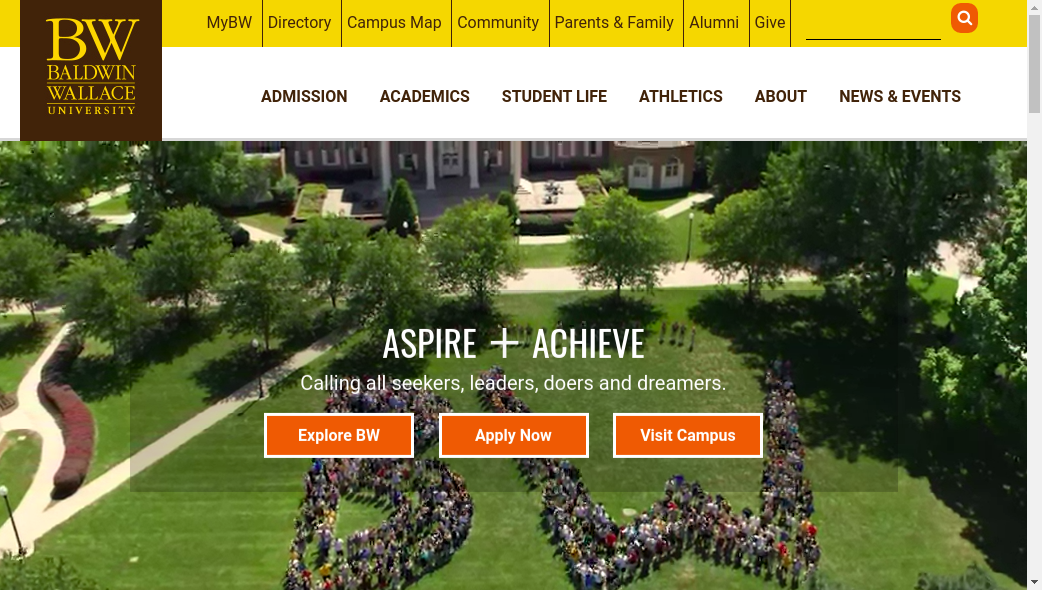 MyBW Directory Campus Map Community Parents & Family Alumni Give
BW
BALDWIN
WALLACE
UNIVERSITY
ADMISSION ACADEMICS STUDENT LIFE ATHLETICS ABOUT NEWS & EVENTS
ASPIRE + ACHIEVE
Calling all seekers, leaders, doers and dreamers.
Explore BW Apply Now Visit Campus
BW